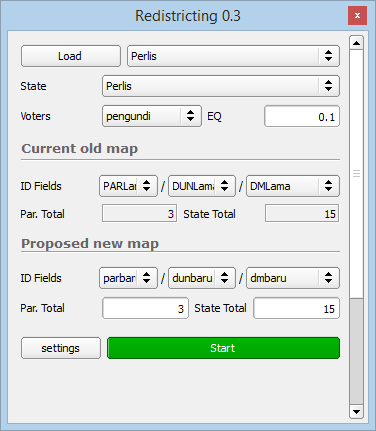 Redistricting 0.3
x
Load Perlis
State Perlis
Voters pengundi EQ 0.1
Current old map
ID Fields PARLa / DUNLama / DMLama
Par. Total 3 State Total 15
Proposed new map
ID Fields parbar / dunbaru / dmbaru
Par. Total 3 State Total 15
settings Start